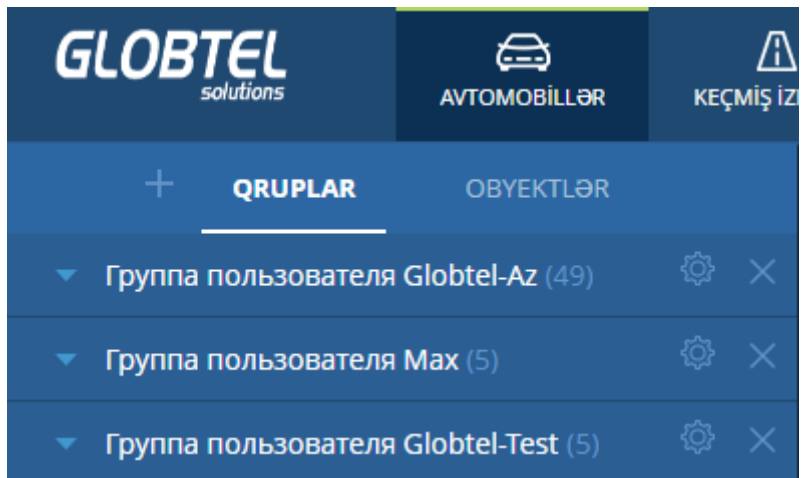 GLOBTEL
solutions
AVTOMOBİLLƏR
KEÇMİŞ
QRUPLAR
OBYEKTLƏR
Группа пользователя Globtel-Az (49)
Группа пользователя Max (5)
Группа пользователя Globtel-Test (5)